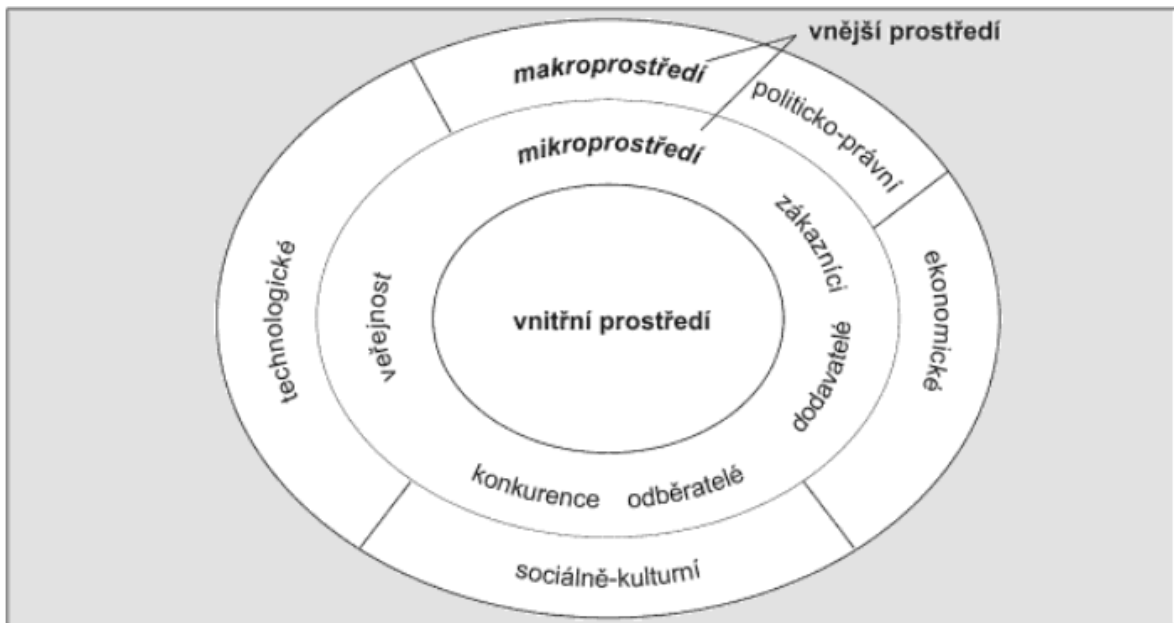 vnější prostředí
makroprostředí
politicko-právní
mikroprostředí
zákazníci
ekonomické
technologické
veřejnost
vnitřní prostředí
dodavatelé
konkurence
odběratelé
sociálně-kulturní